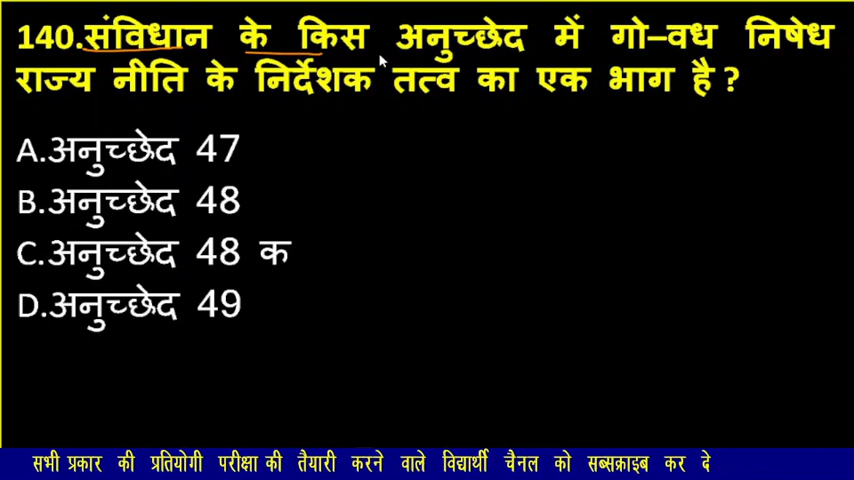 140.संविधान के किस अनुच्छेद में गो–वध निषेध
राज्य नीति के निर्देशक तत्व का एक भाग है ?
A.अनुच्छेद 47
B.अनुच्छेद 48
C.अनुच्छेद 48 क
D.अनुच्छेद 49
सभी प्रकार की प्रतियोगी परीक्षा की तैयारी करने वाले विद्यार्थी चैनल को सब्सक्राइब कर दे